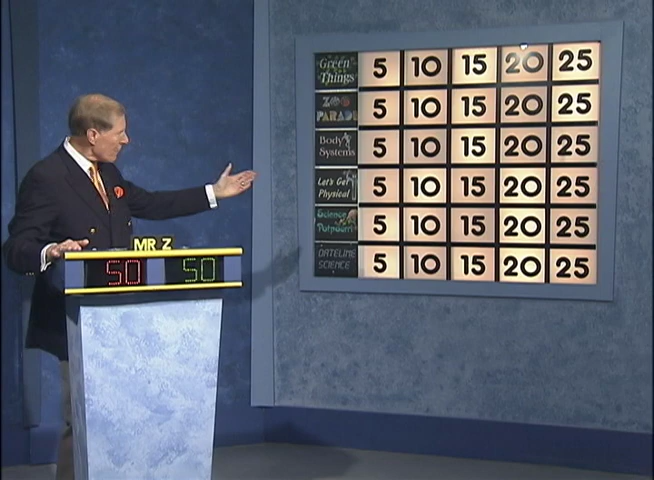 Green
Things
5 10 15 20 25
ZOO
PARADE
5 10 15 20 25
Body
Systems
5 10 15 20 25
Let's Get
Physical
5 10 15 20 25
Science
Potpourri
5 10 15 20 25
DATELINE
SCIENCE
5 10 15 20 25
MR Z
50 50